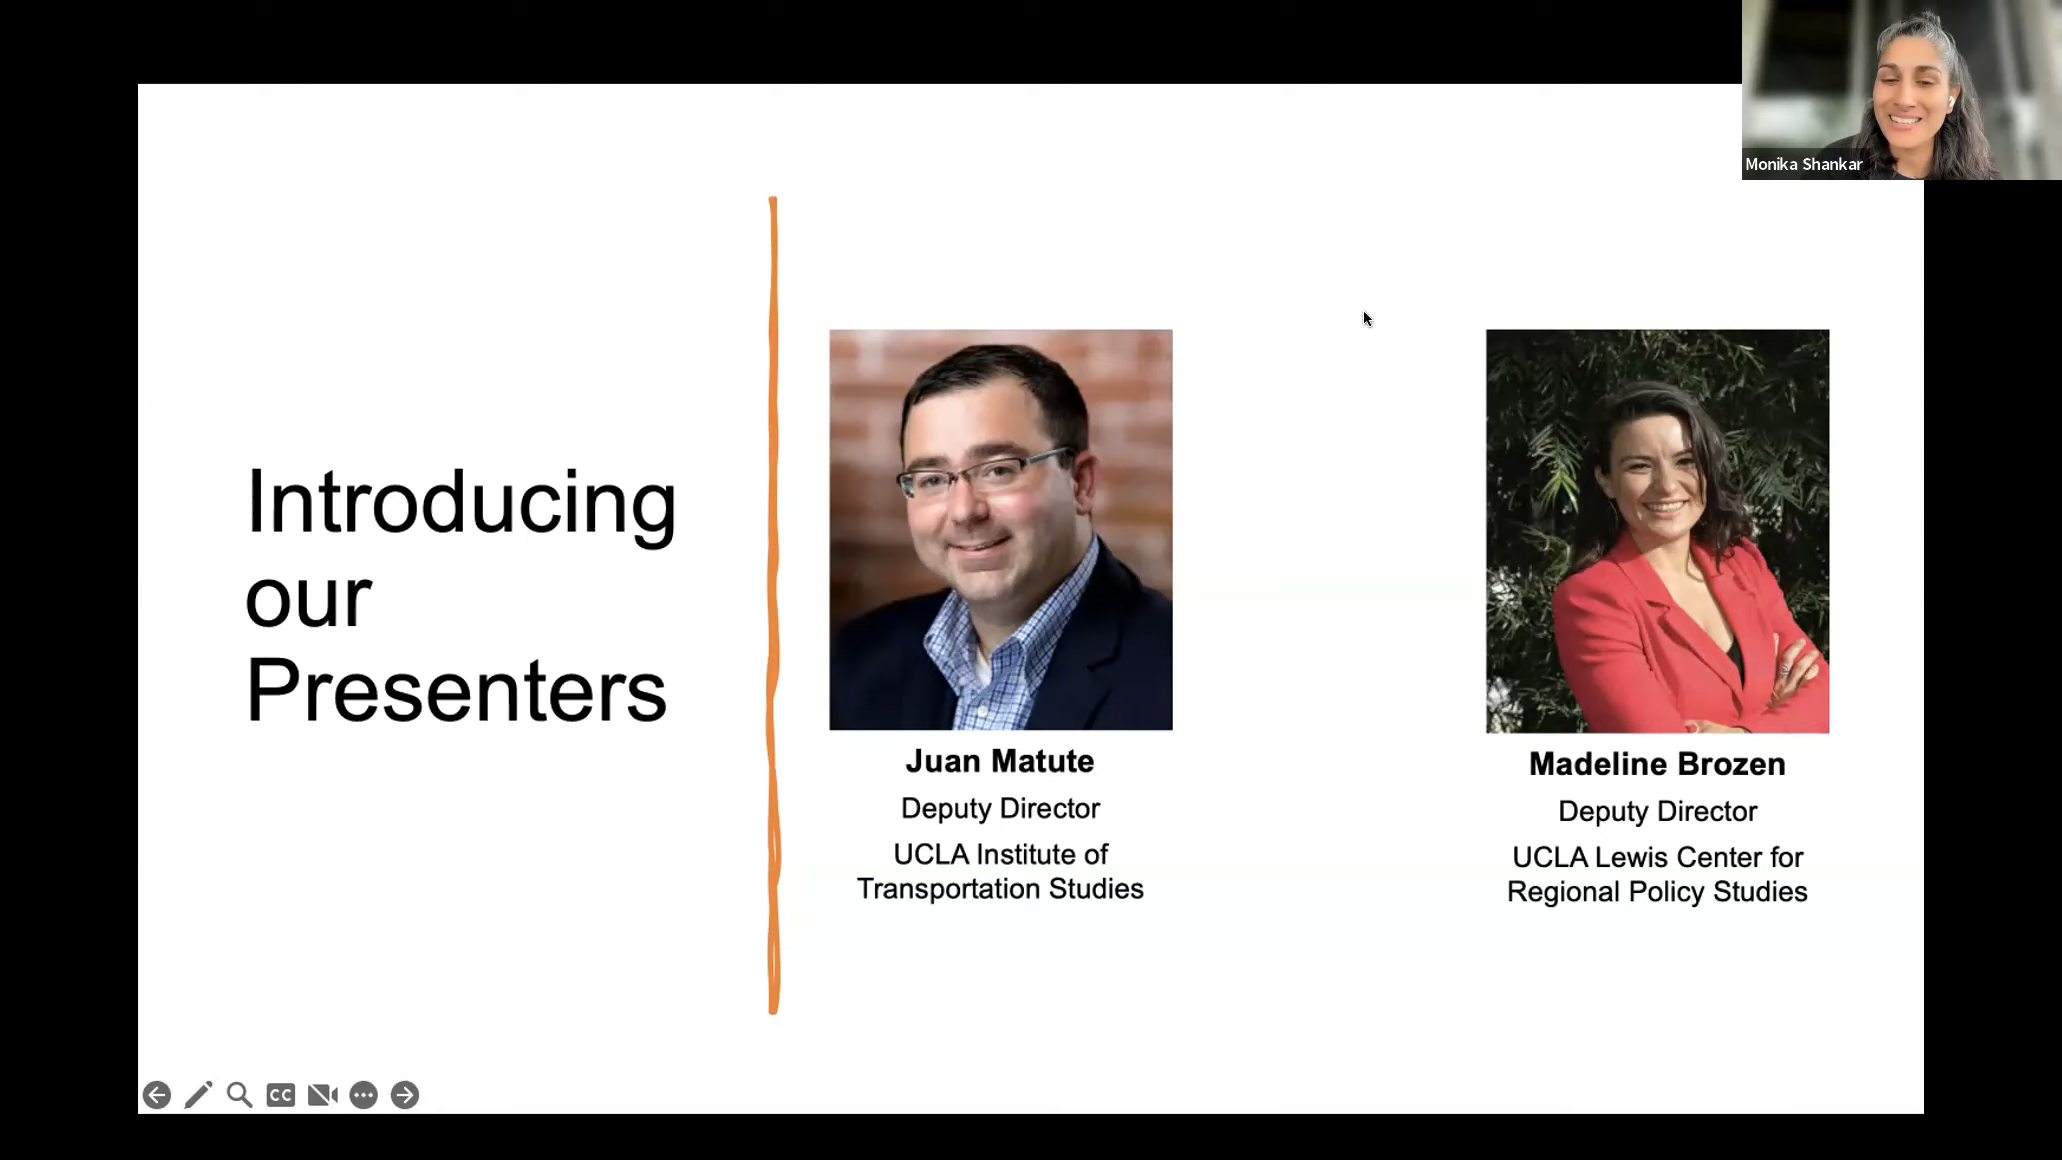 Monika Shankar
Introducing
our
Presenters
Juan Matute
Deputy Director
UCLA Institute of
Transportation Studies
Madeline Brozen
Deputy Director
UCLA Lewis Center for
Regional Policy Studies
CC